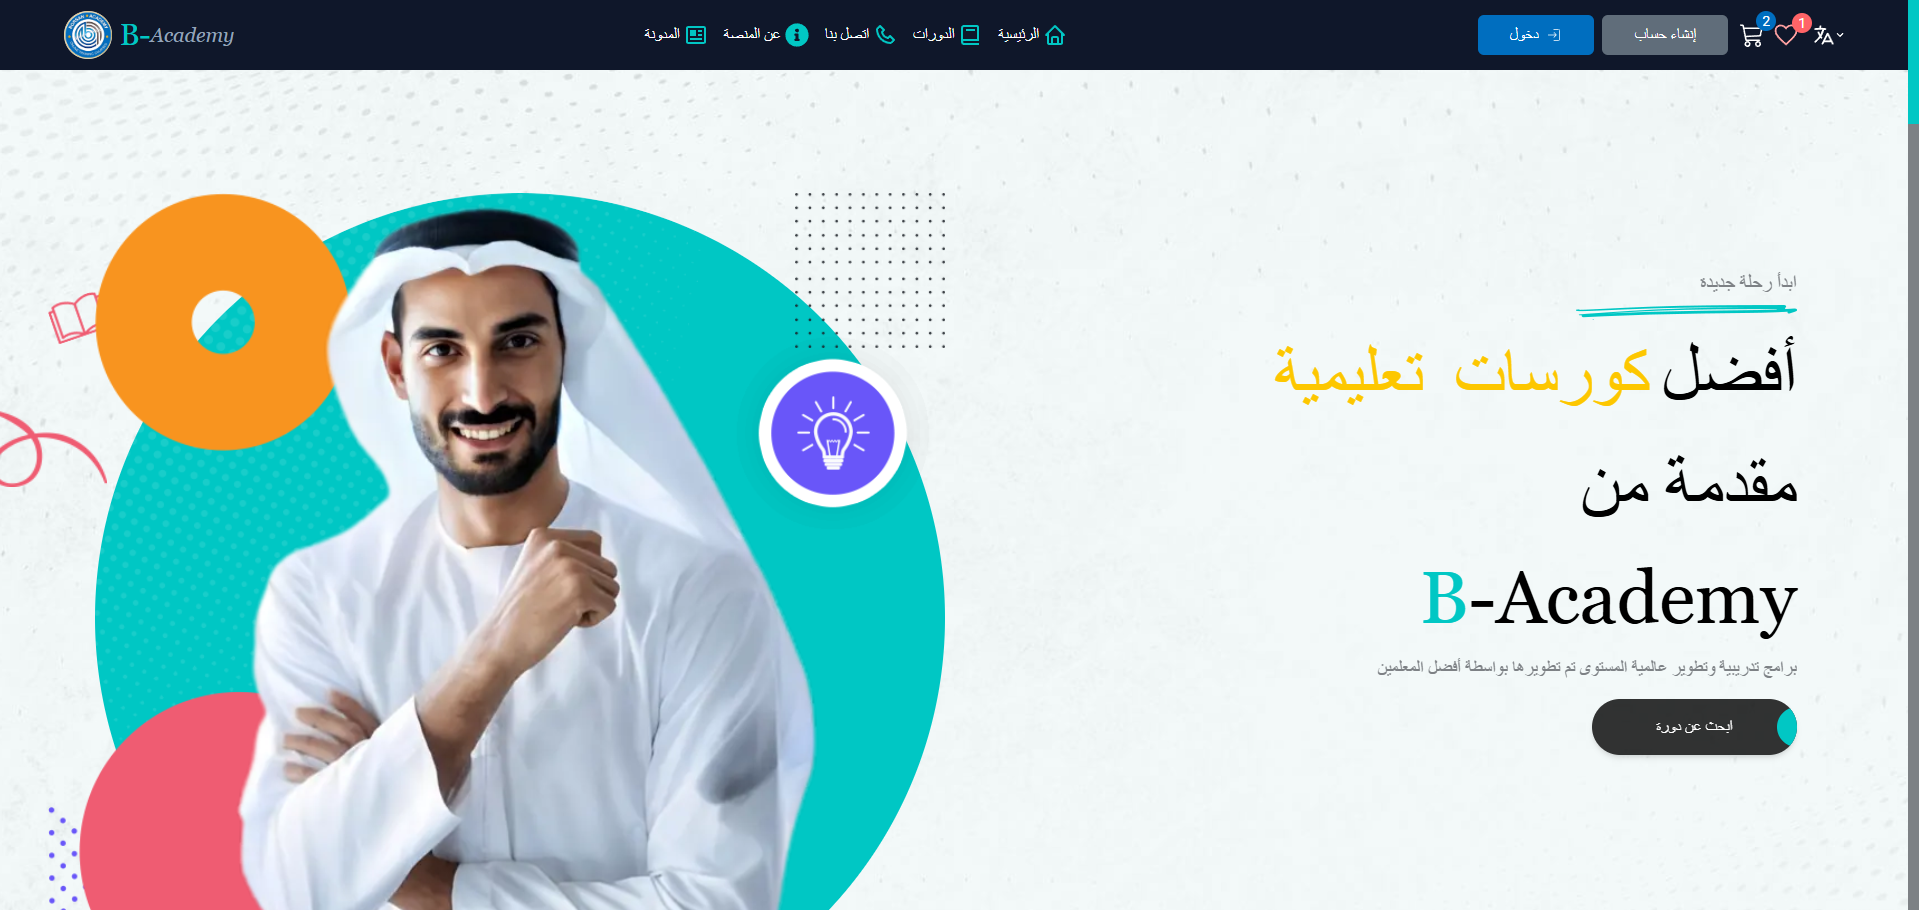 B-Academy
الرئيسية
الدورات
اتصل بنا
عن المنصة
المدونة
إنشاء حساب
دخول
2
1
ابدأ رحلة جديدة
أفضل كورسات تعليمية
مقدمة من
B-Academy
برامج تدريبية وتطوير عالمية المستوى تم تطويرها بواسطة أفضل المعلمين
ابحث عن دورة